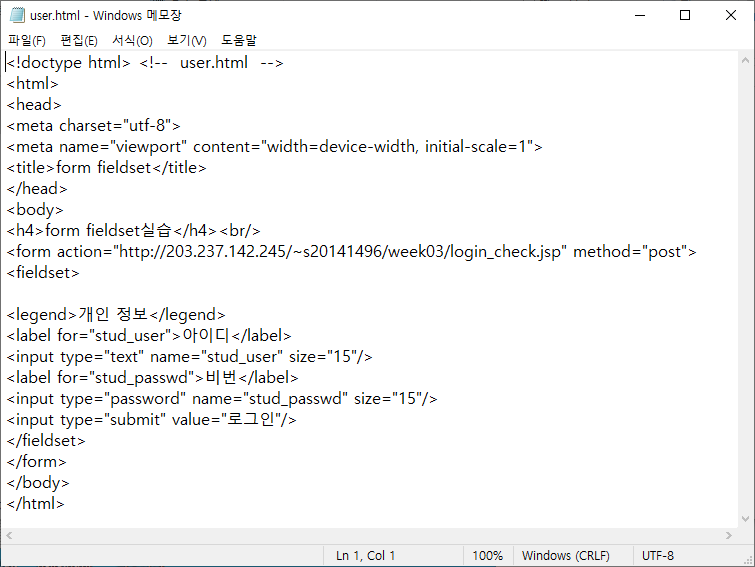 user.html - Windows 메모장
파일(F) 편집(E) 서식(O) 보기(V) 도움말
<!doctype html> <!--  user.html  -->
<html>
<head>
<meta charset="utf-8">
<meta name="viewport" content="width=device-width, initial-scale=1">
<title>form fieldset</title>
</head>
<body>
<h4>form fieldset실습</h4><br/>
<form action="http://203.237.142.245/~s20141496/week03/login_check.jsp" method="post">
<fieldset>
<legend>개인 정보</legend>
<label for="stud_user">아이디</label>
<input type="text" name="stud_user" size="15"/>
<label for="stud_passwd">비번</label>
<input type="password" name="stud_passwd" size="15"/>
<input type="submit" value="로그인"/>
</fieldset>
</form>
</body>
</html>
Ln 1, Col 1 100% Windows (CRLF) UTF-8